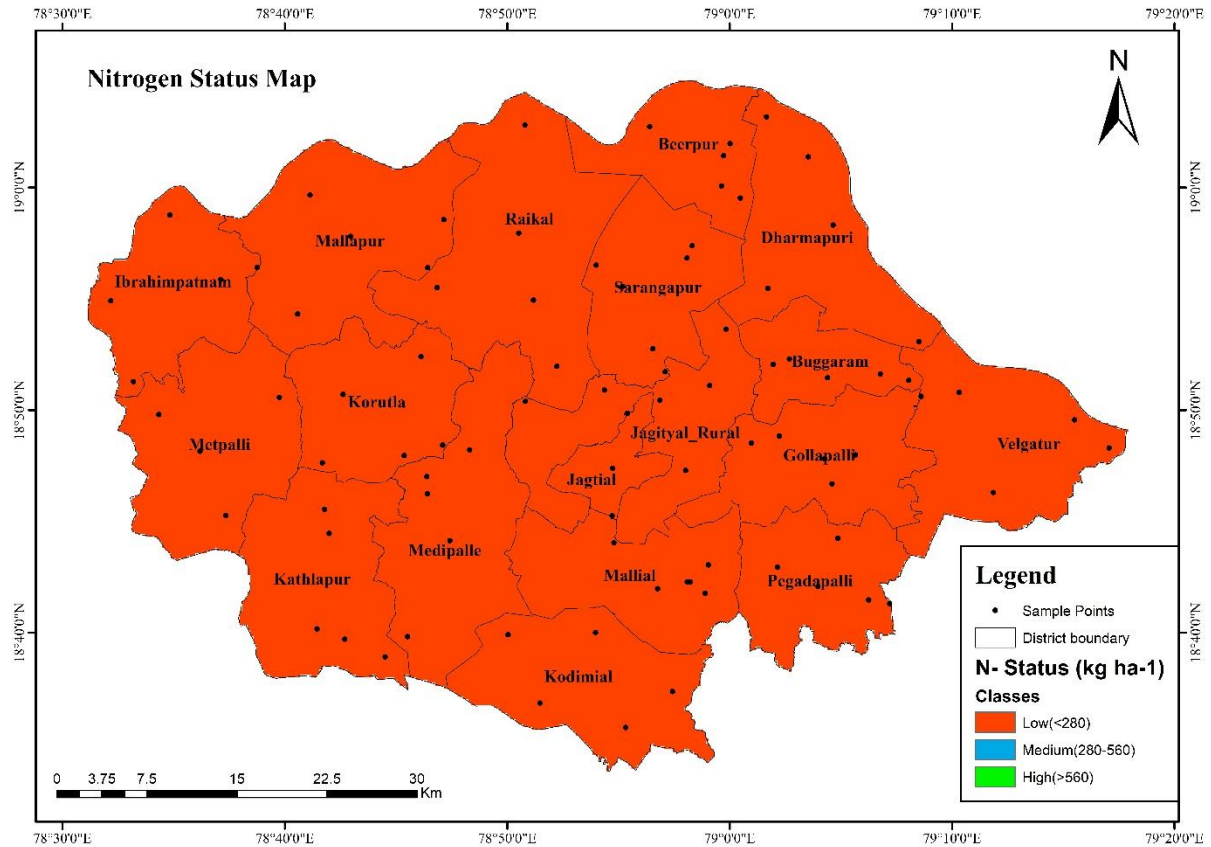 78°30'0"E 78°40'0"E 78°50'0"E 79°0'0"E 79°10'0"E 79°20'0"E
Nitrogen Status Map
N
19°0'0"N 19°0'0"N
Beerpur
Raikal
Mallapur
Dharmapuri
Ibrahimpatnam
Sarangapur
Buggaram
Korutla
18°50'0"N 18°50'0"N
Jagityal_Rural
Metpalli
Velgatur
Gollapalli
Jagtial
Medipalle
Mallial
Kathlapur
Pegadapalli
18°40'0"N 18°40'0"N
Kodimial
Legend
Sample Points
District boundary
N- Status (kg ha-1)
Classes
Low(<280)
Medium(280-560)
High(>560)
0 3.75 7.5 15 22.5 30
Km
78°30'0"E 78°40'0"E 78°50'0"E 79°0'0"E 79°10'0"E 79°20'0"E